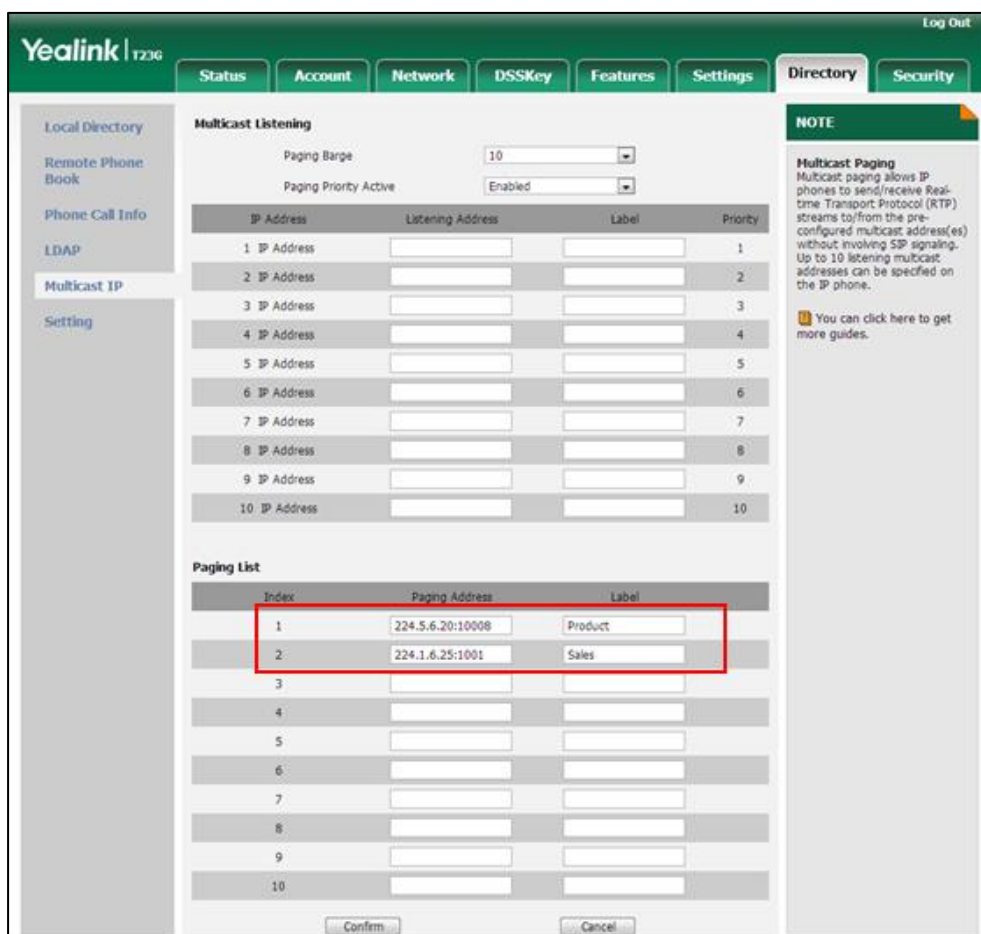 Log Out
Yealink T23G
Status Account Network DSSKey Features Settings Directory Security
Local Directory
Remote Phone
Book
Phone Call Info
LDAP
Multicast IP
Setting
Multicast Listening
Paging Barge 10
Paging Priority Active Enabled
IP Address Listening Address Label Priority
1 IP Address 1
2 IP Address 2
3 IP Address 3
4 IP Address 4
5 IP Address 5
6 IP Address 6
7 IP Address 7
8 IP Address 8
9 IP Address 9
10 IP Address 10
Paging List
Index Paging Address Label
1 224.5.6.20:10008 Product
2 224.1.6.25:1001 Sales
3
4
5
6
7
8
9
10
Confirm Cancel
NOTE
Multicast Paging
Multicast paging allows IP
phones to send/receive Real-
time Transport Protocol (RTP)
streams to/from the pre-
configured multicast address(es)
without involving SIP signaling.
Up to 10 listening multicast
addresses can be specified on
the IP phone.
You can click here to get
more guides.